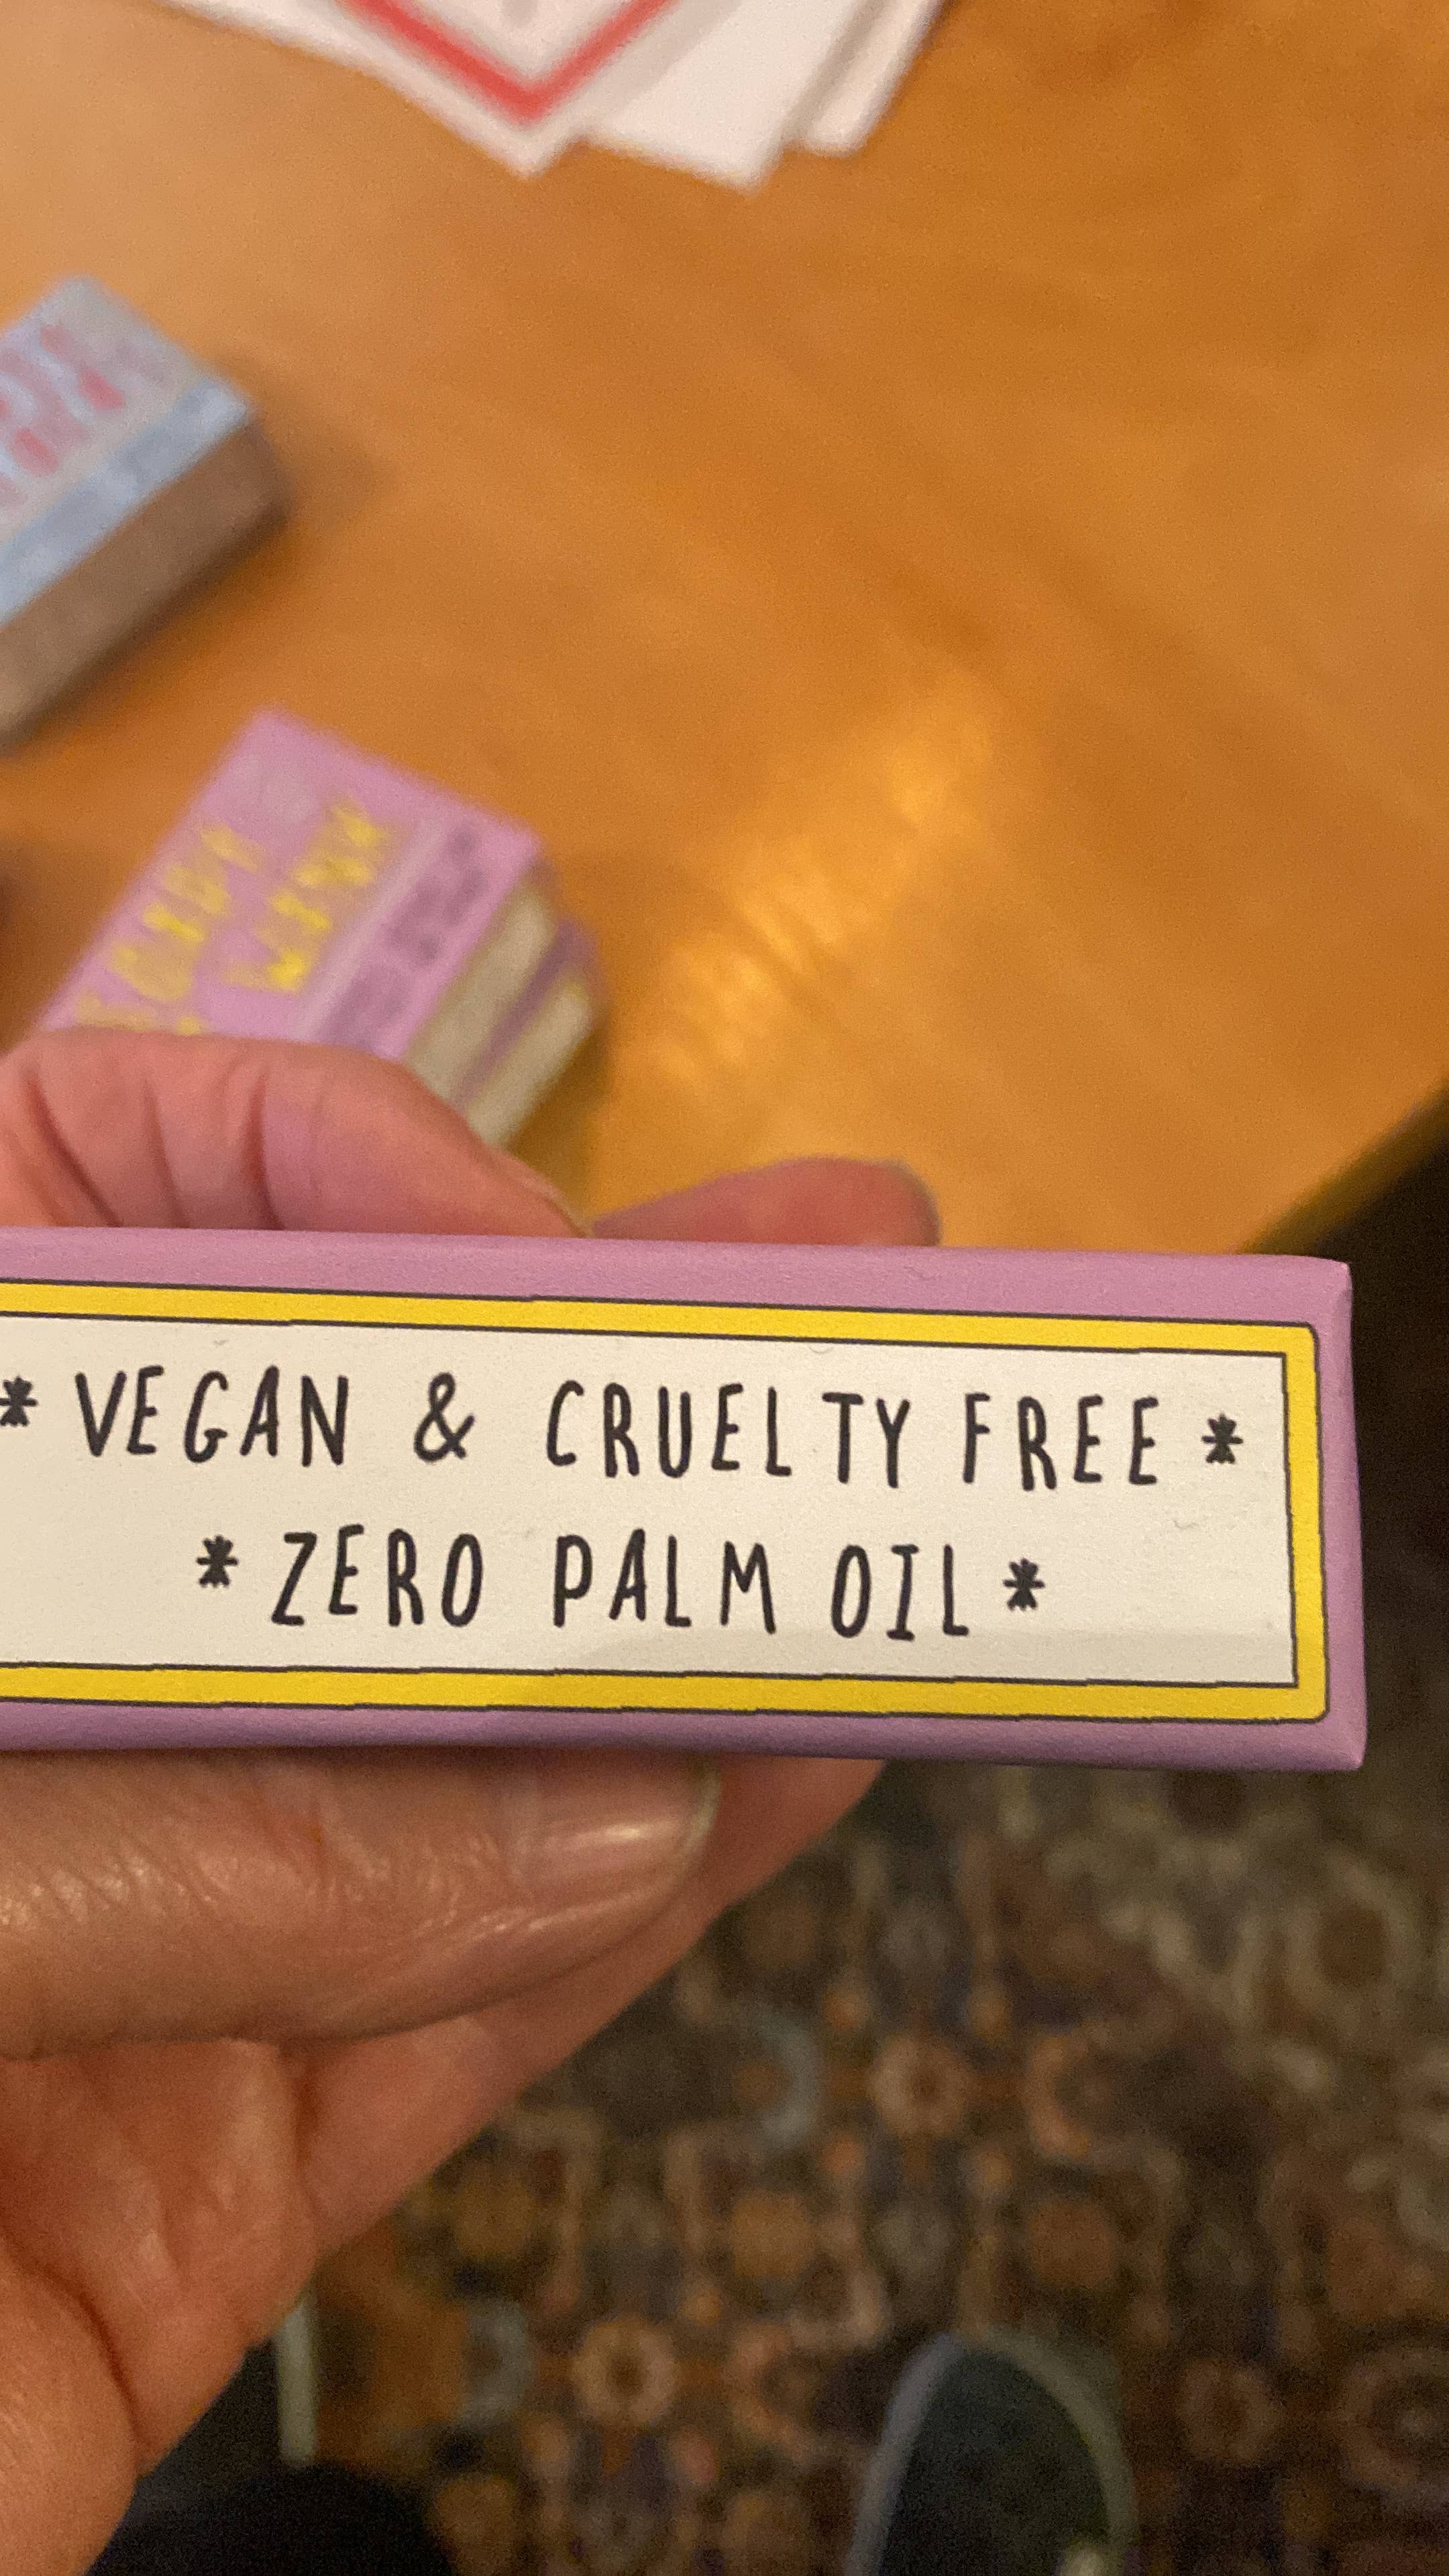 * VEGAN & CRUELTY FREE *
* ZERO PALM OIL *